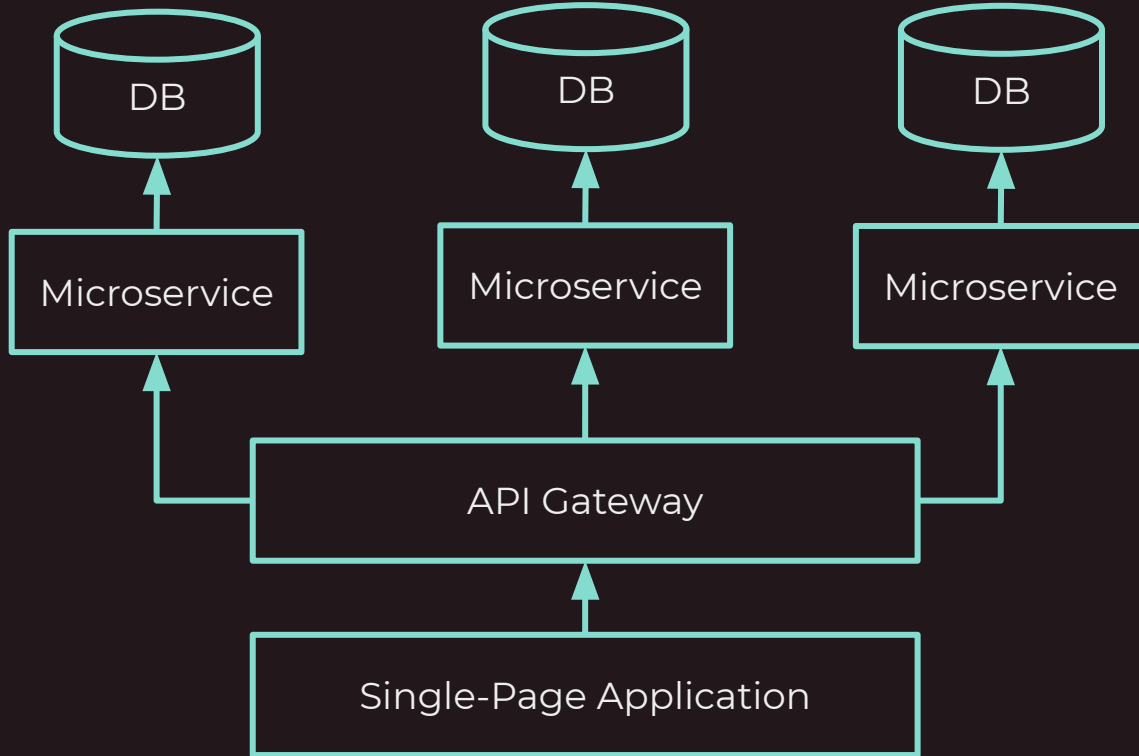 DB
DB
DB
Microservice
Microservice
Microservice
API Gateway
Single-Page Application